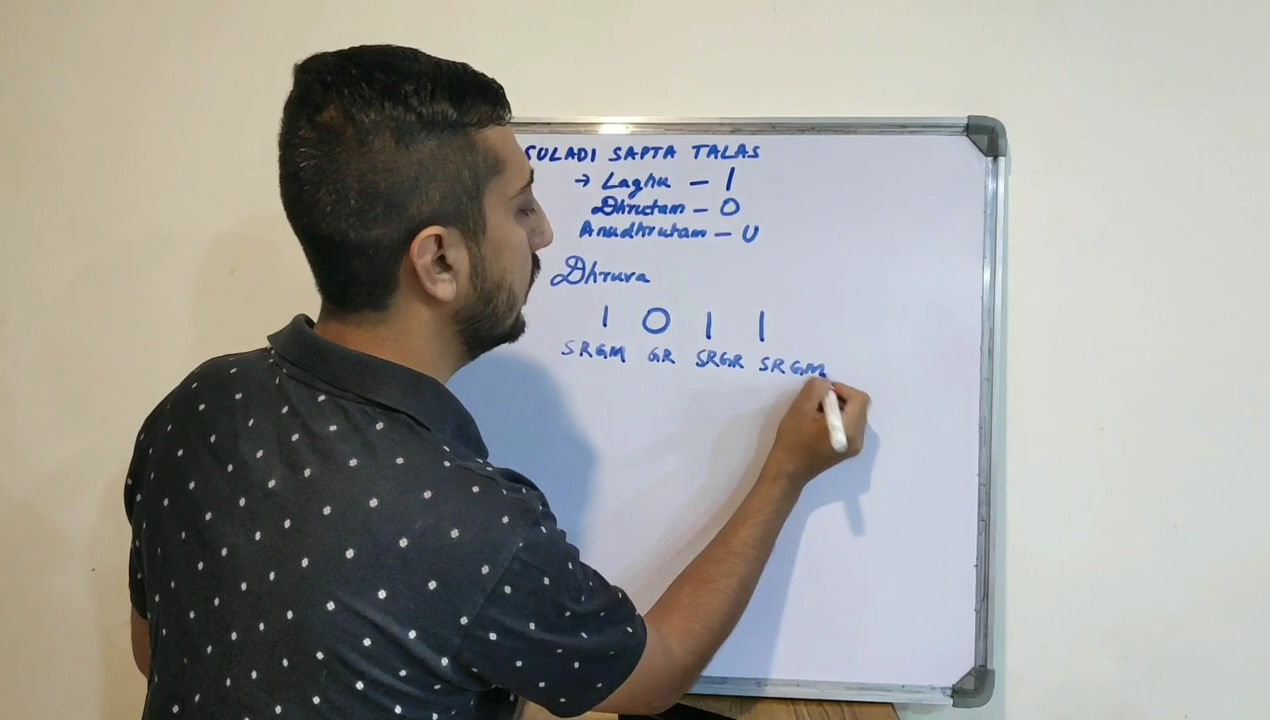 SULADI SAPTA TALAS
→ Laghu - |
Dhrutam - O
Anudhrutam - U
Dhruva
| O | |
SRGM GR SRGR SRGM